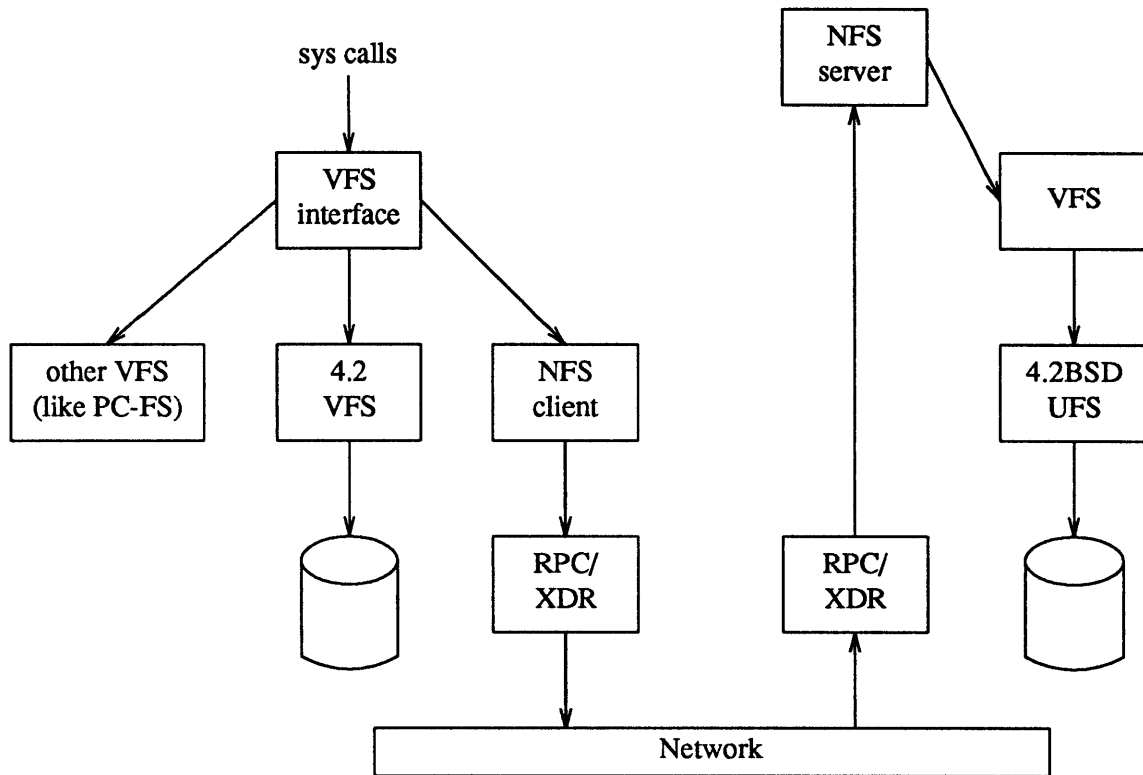 sys calls
VFS
interface
other VFS
(like PC-FS)
4.2
VFS
NFS
client
RPC/
XDR
Network
RPC/
XDR
NFS
server
VFS
4.2BSD
UFS